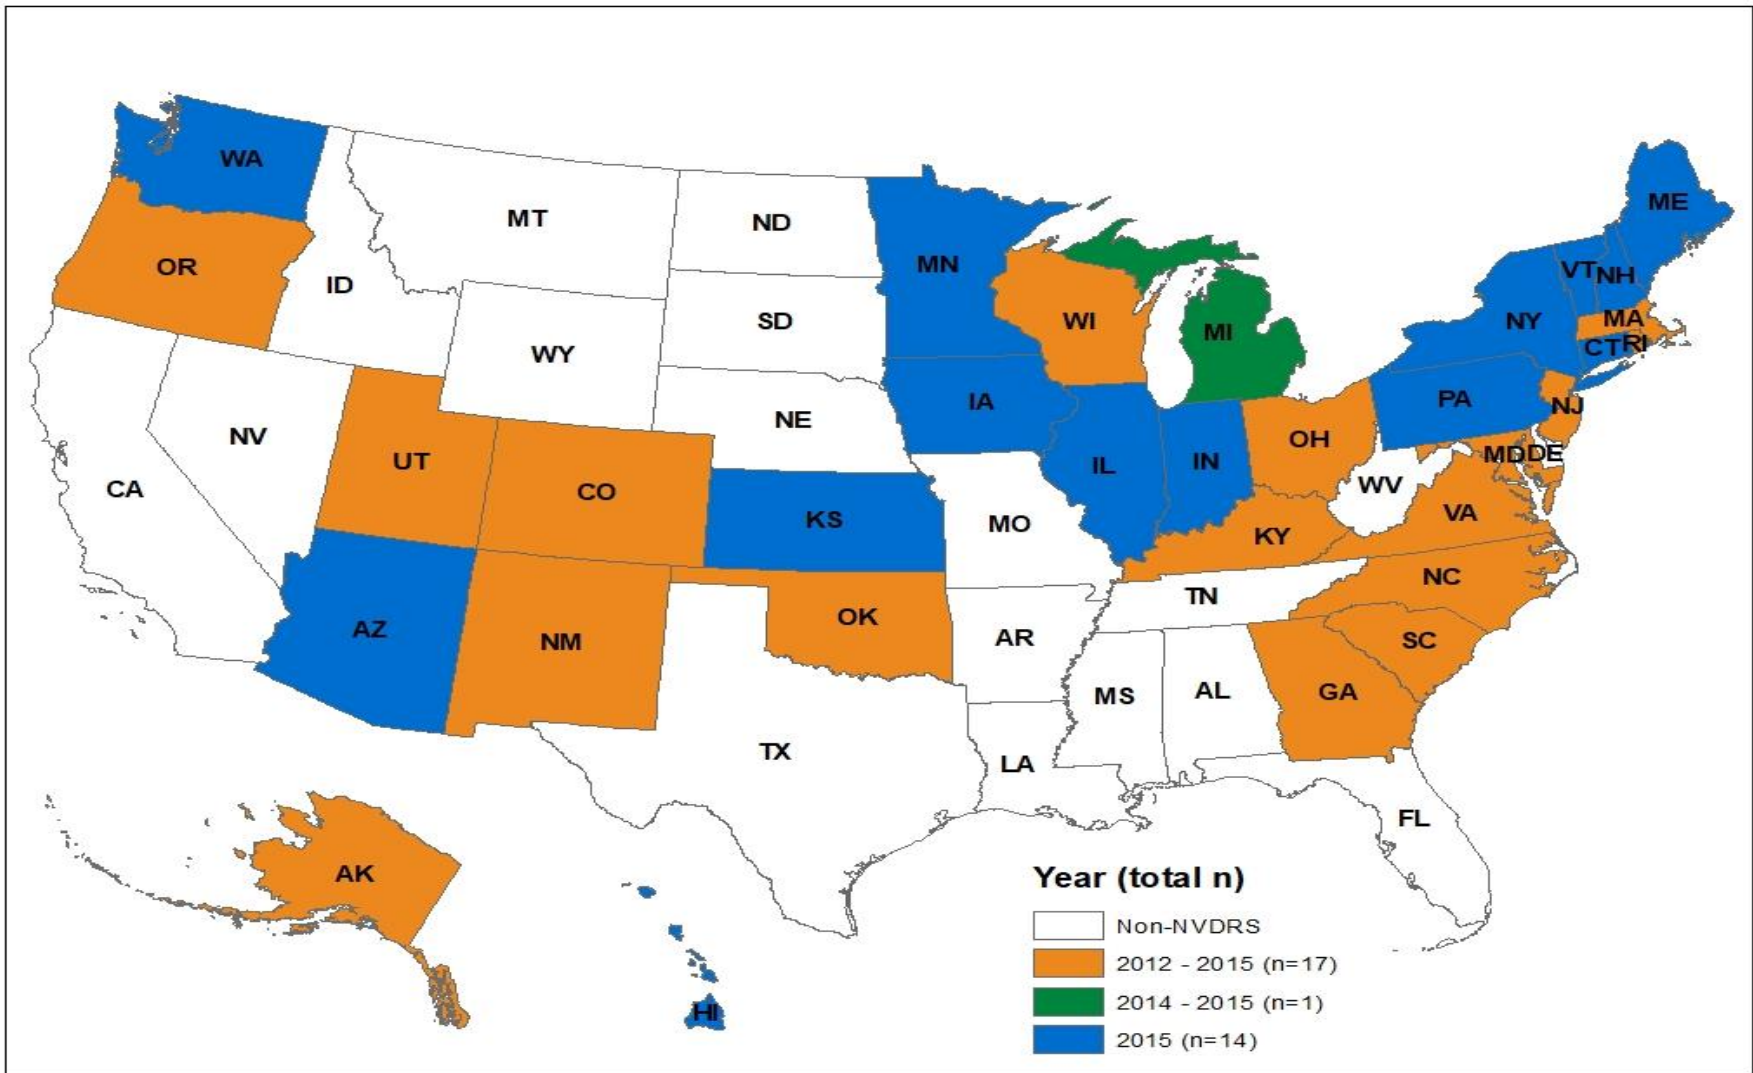 WA
ME
MT
ND
VT
NH
MN
OR
ID
SD
WI
MI
NY
MA
CT
RI
WY
IA
PA
NE
NJ
NV
OH
UT
MD
DE
CO
IL
IN
WV
CA
KS
MO
VA
KY
NC
TN
AZ
NM
OK
AR
SC
MS
AL
GA
TX
LA
FL
AK
HI
Year (total n)
Non-NVDRS
2012 - 2015 (n=17)
2014 - 2015 (n=1)
2015 (n=14)